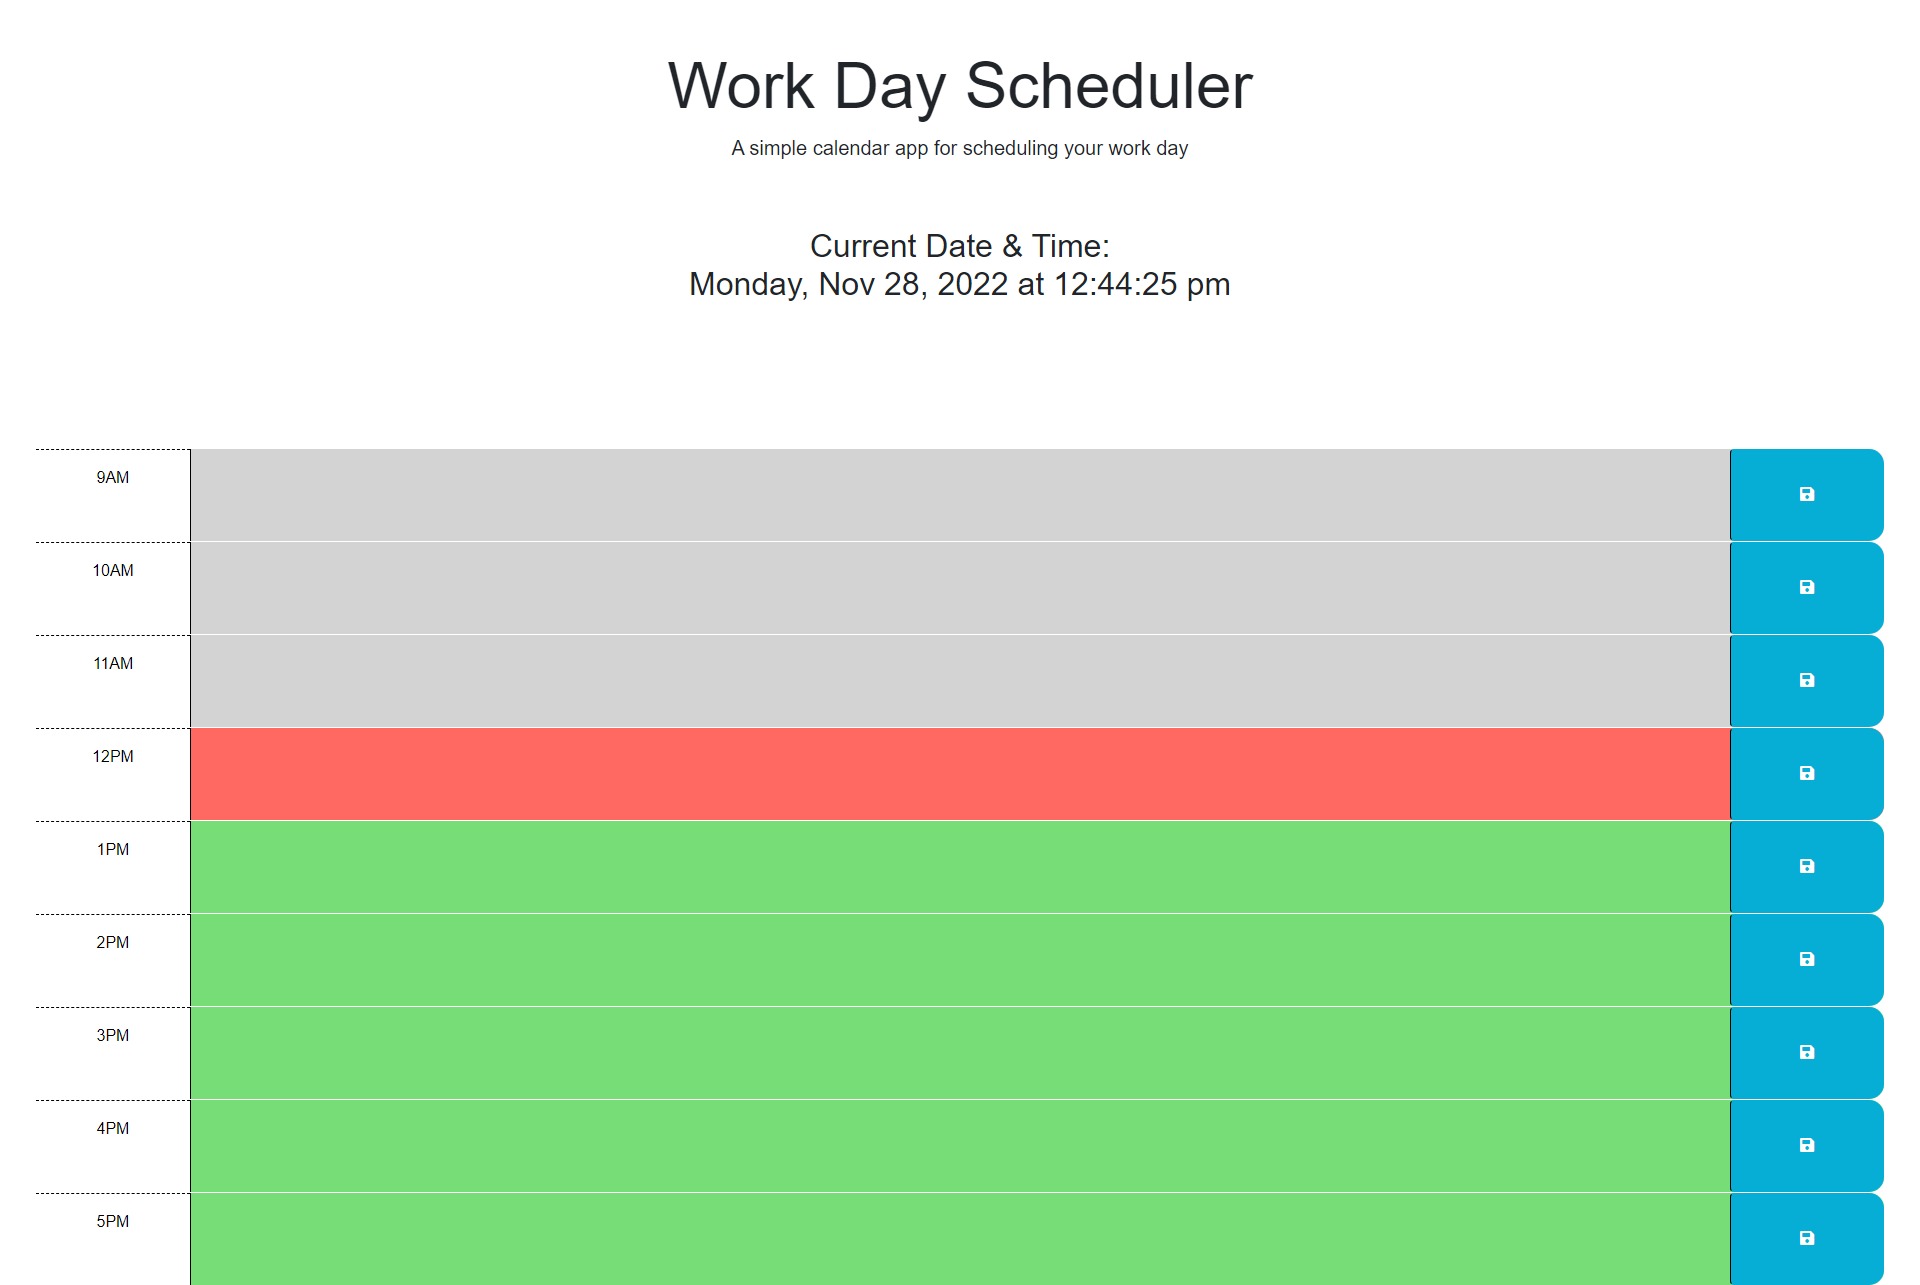 Work Day Scheduler
A simple calendar app for scheduling your work day
Current Date & Time:
Monday, Nov 28, 2022 at 12:44:25 pm
9AM
10AM
11AM
12PM
1PM
2PM
3PM
4PM
5PM